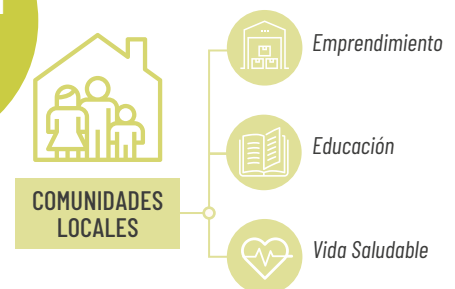 Emprendimiento
Educación
COMUNIDADES
LOCALES
Vida Saludable